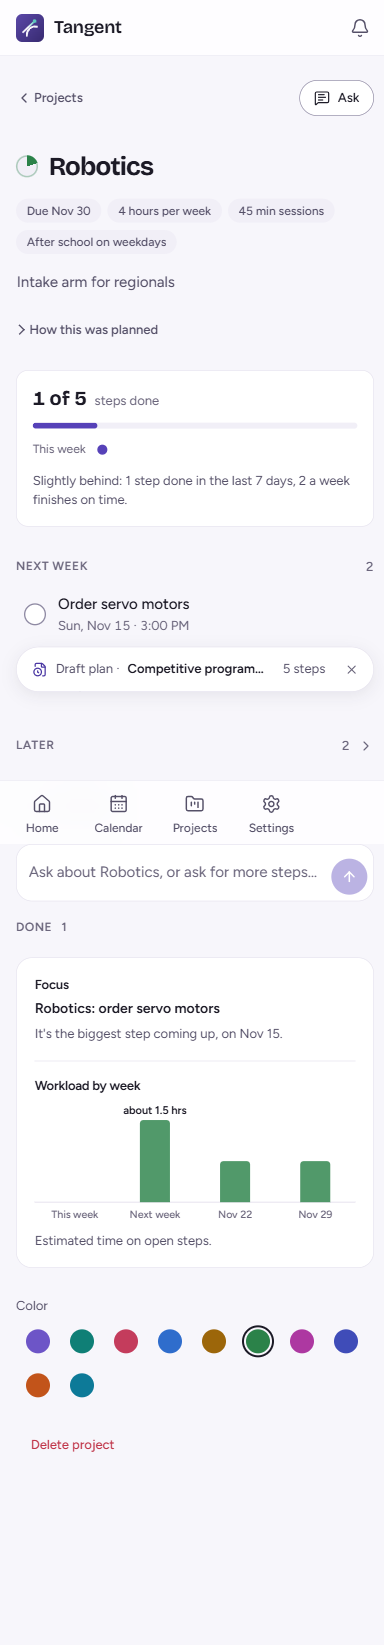 Tangent
Projects
Ask
Robotics
Due Nov 30
4 hours per week
45 min sessions
After school on weekdays
Intake arm for regionals
How this was planned
1 of 5 steps done
This week
Slightly behind: 1 step done in the last 7 days, 2 a week
finishes on time.
NEXT WEEK
2
Order servo motors
Sun, Nov 15 · 3:00 PM
Draft plan · Competitive program... 5 steps
LATER
2
Home
Calendar
Projects
Settings
Ask about Robotics, or ask for more steps...
DONE 1
Focus
Robotics: order servo motors
It's the biggest step coming up, on Nov 15.
Workload by week
about 1.5 hrs
This week
Next week
Nov 22
Nov 29
Estimated time on open steps.
Color
Delete project